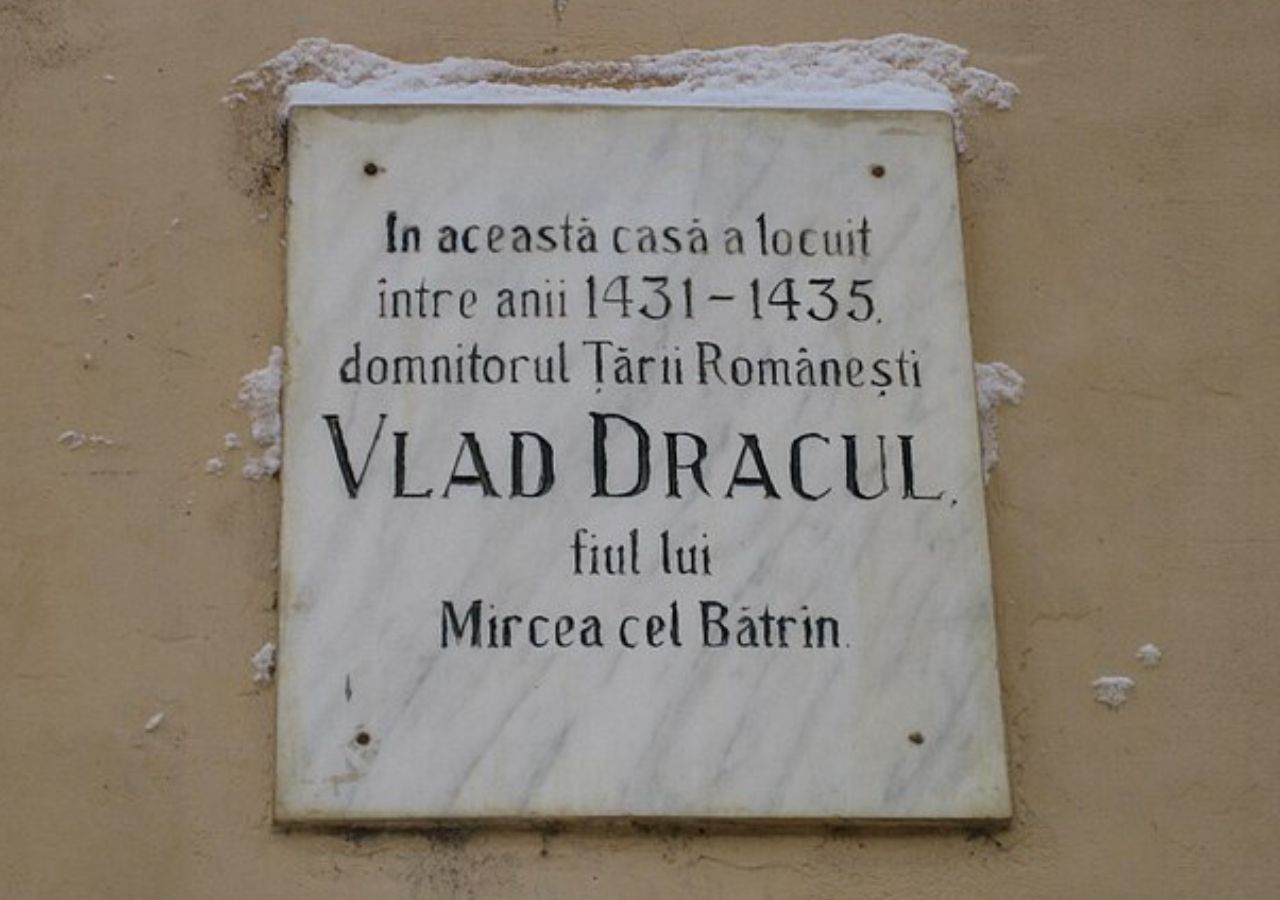 In această casă a locuit
între anii 1431-1435,
domnitorul Țării Românești
VLAD DRACUL,
fiul lui
Mircea cel Bătrîn.